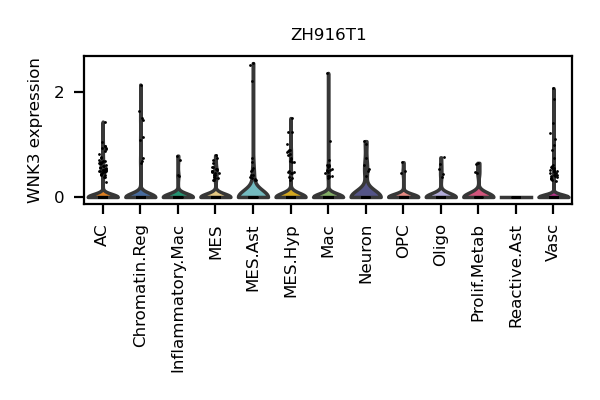 ZH916T1
WNK3 expression
2
0
AC
Chromatin.Reg
Inflammatory.Mac
MES
MES.Ast
MES.Hyp
Mac
Neuron
OPC
Oligo
Prolif.Metab
Reactive.Ast
Vasc